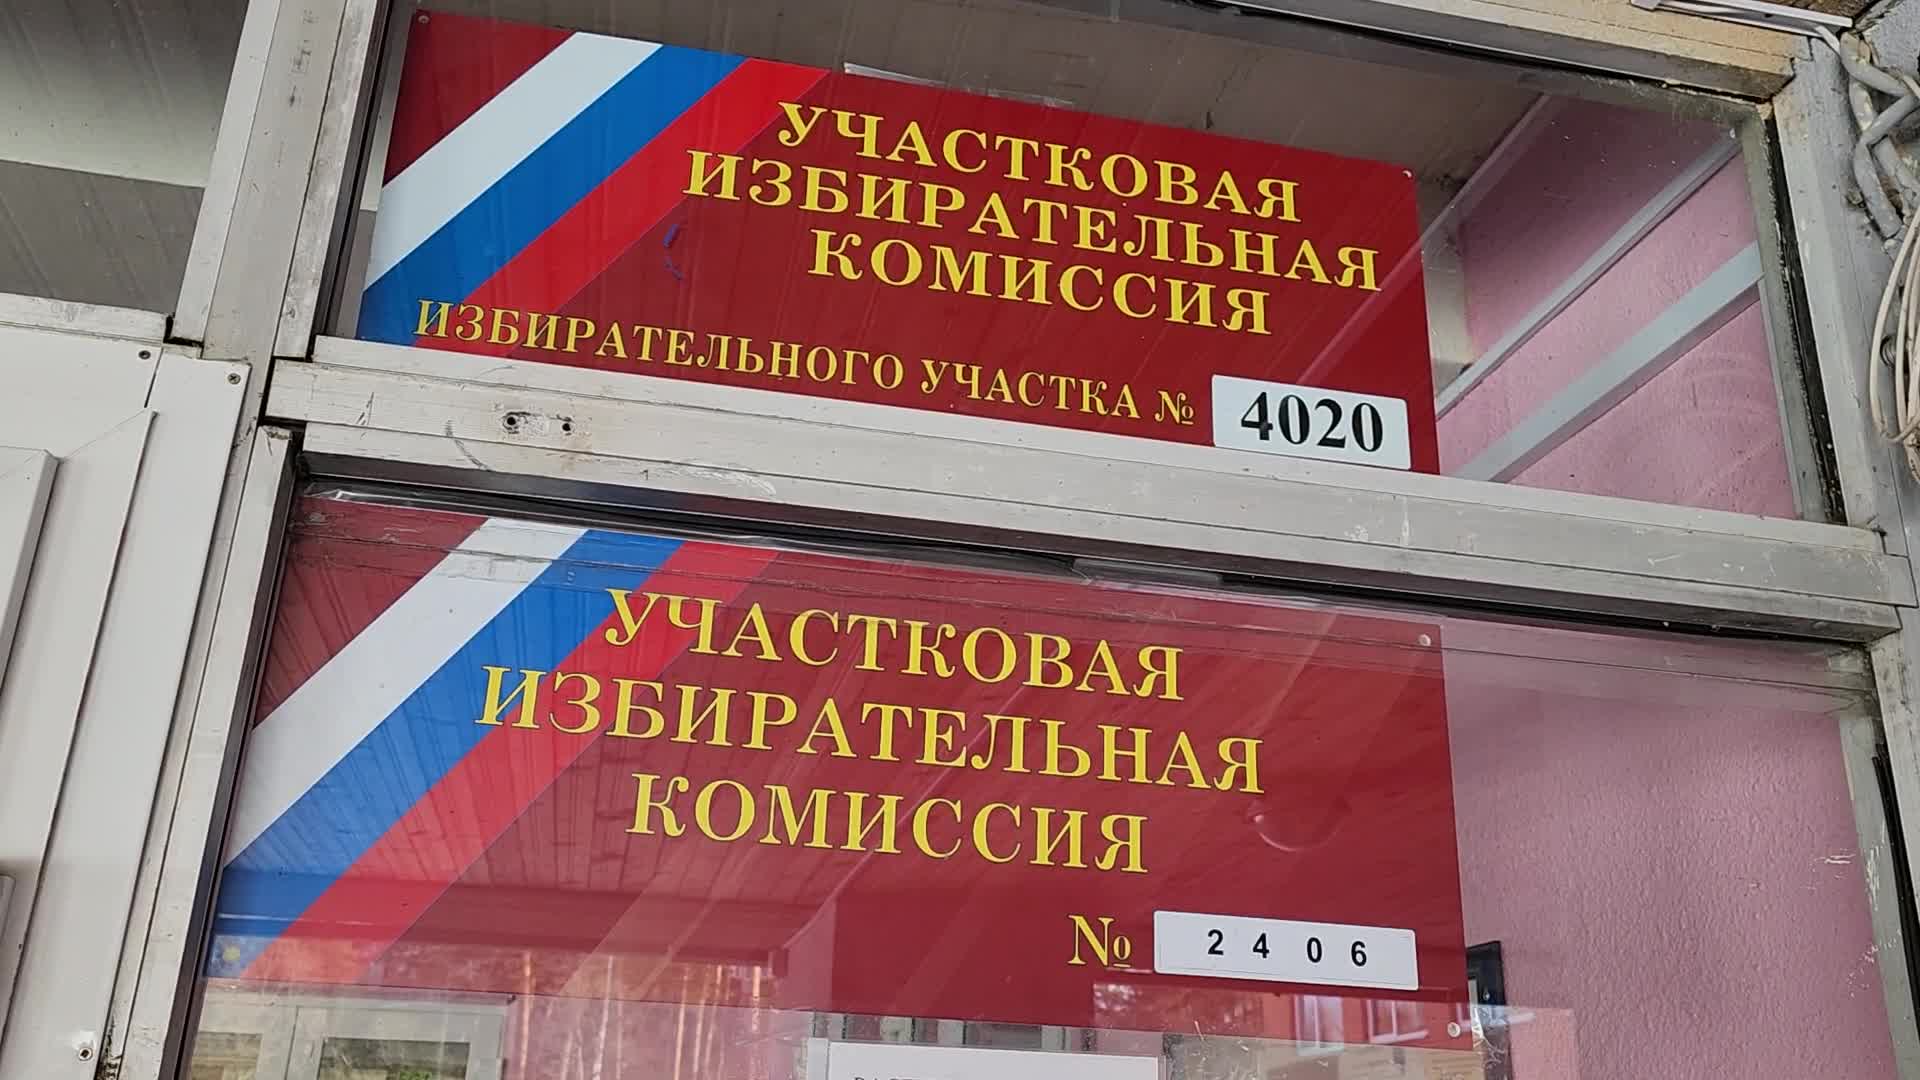 УЧАСТКОВАЯ
ИЗБИРАТЕЛЬНАЯ
КОМИССИЯ
ИЗБИРАТЕЛЬНОГО УЧАСТКА № 4020
УЧАСТКОВАЯ
ИЗБИРАТЕЛЬНАЯ
КОМИССИЯ
№ 2406